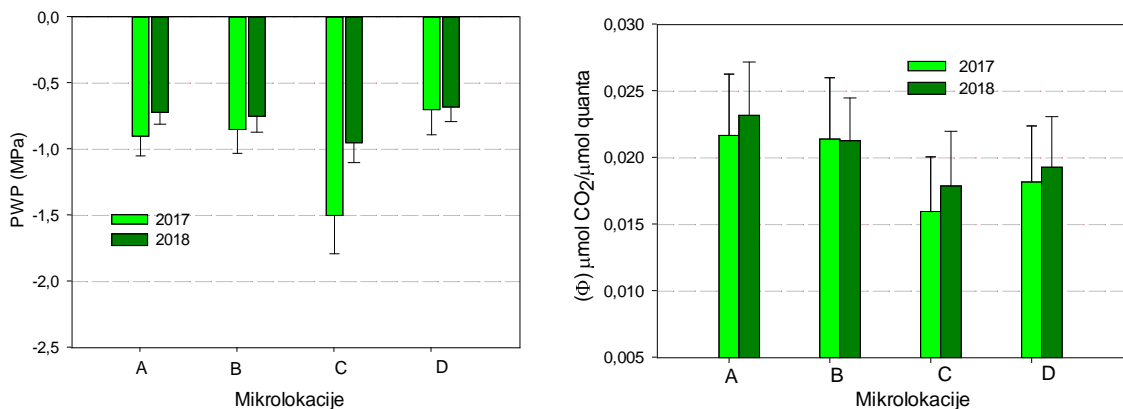 0,0
-0,5
-1,0
-1,5
-2,0
-2,5
PWP (MPa)
2017
2018
A B C D
Mikrolokacije
0,030
0,025
0,020
0,015
0,010
0,005
(Φ) μmol CO2/μmol quanta
2017
2018
A B C D
Mikrolokacije